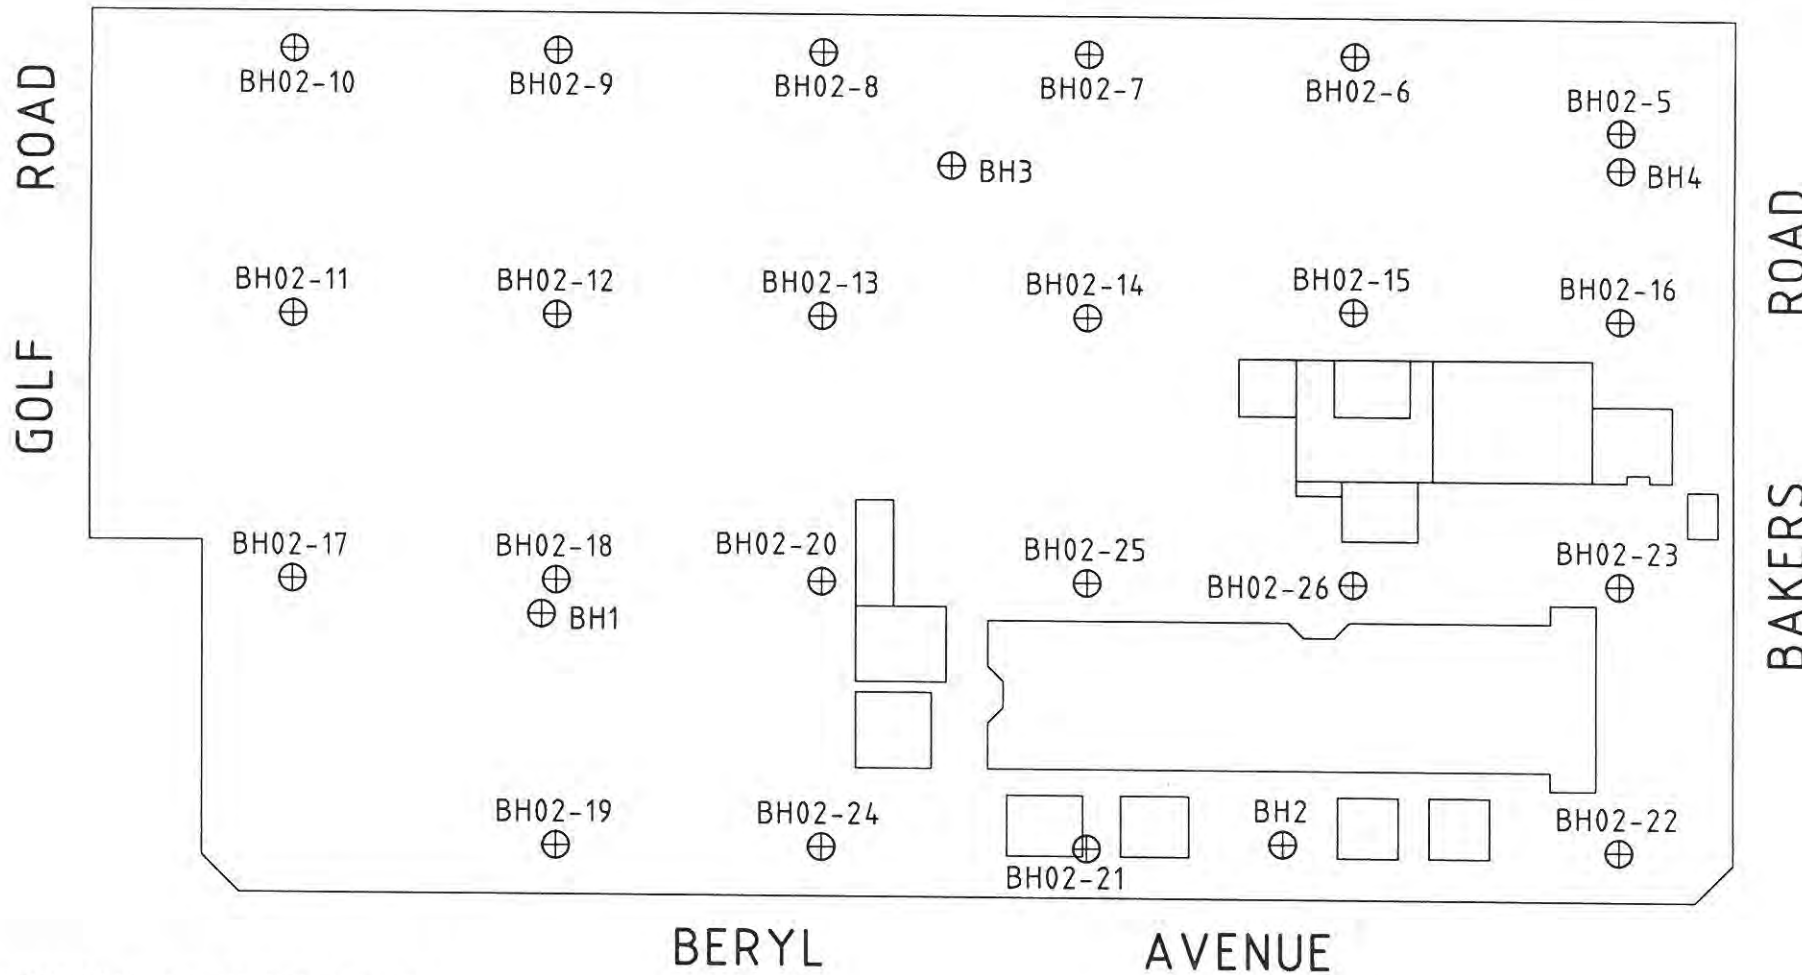 BH02-10
BH02-9
BH02-8
BH02-7
BH02-6
BH02-5
BH3
BH4
GOLF ROAD
BAKERS ROAD
BH02-11
BH02-12
BH02-13
BH02-14
BH02-15
BH02-16
BH02-17
BH02-18
BH02-20
BH02-25
BH02-26
BH02-23
BH1
BH02-19
BH02-24
BH02-21
BH2
BH02-22
BERYL AVENUE